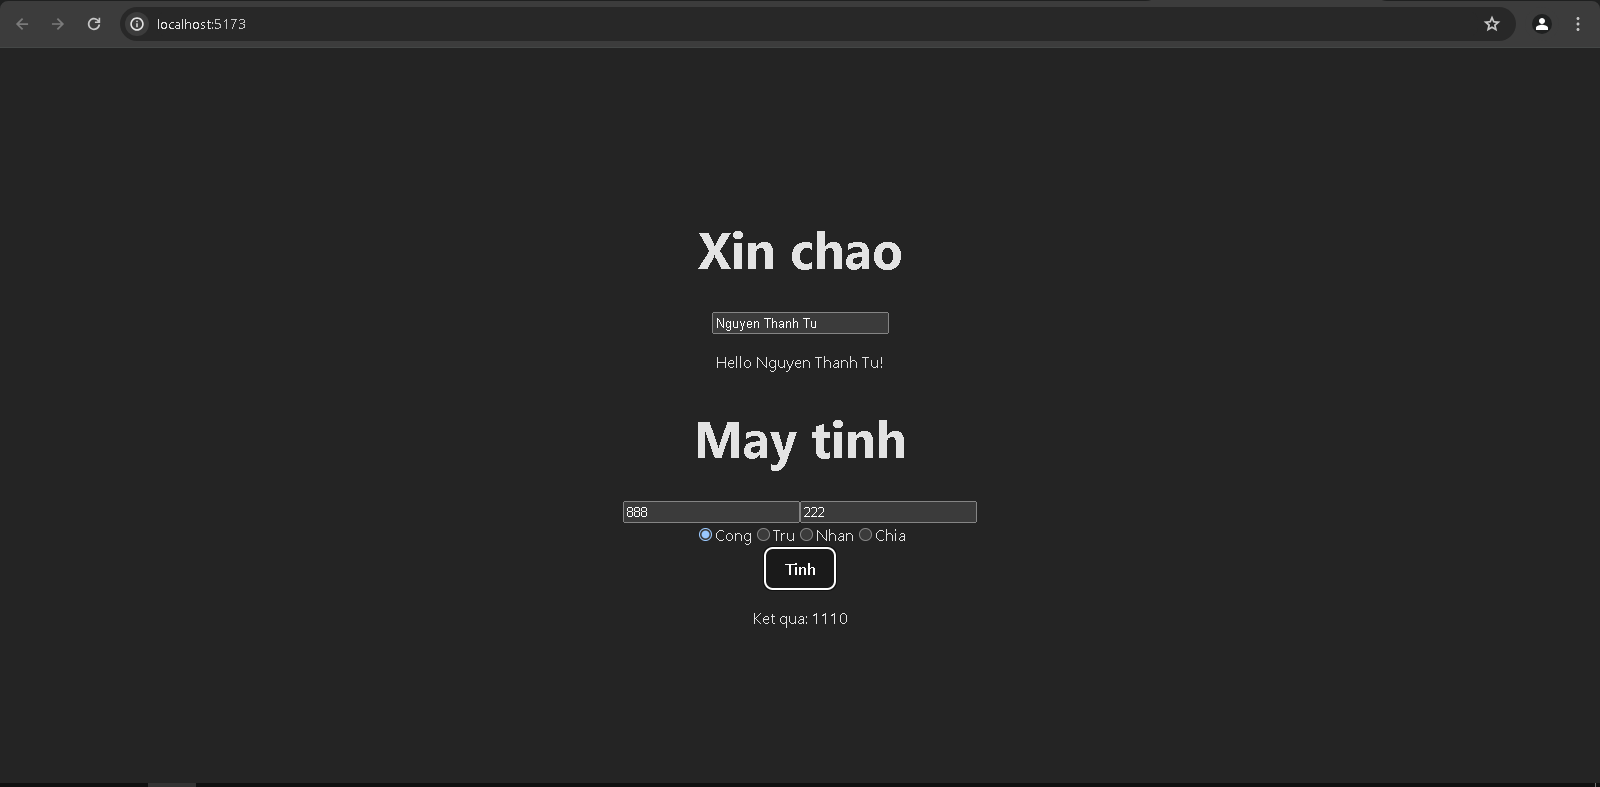 localhost:5173
Xin chao
Nguyen Thanh Tu
Hello Nguyen Thanh Tu!
May tinh
888 222
Cong Tru Nhan Chia
Tinh
Ket qua: 1110